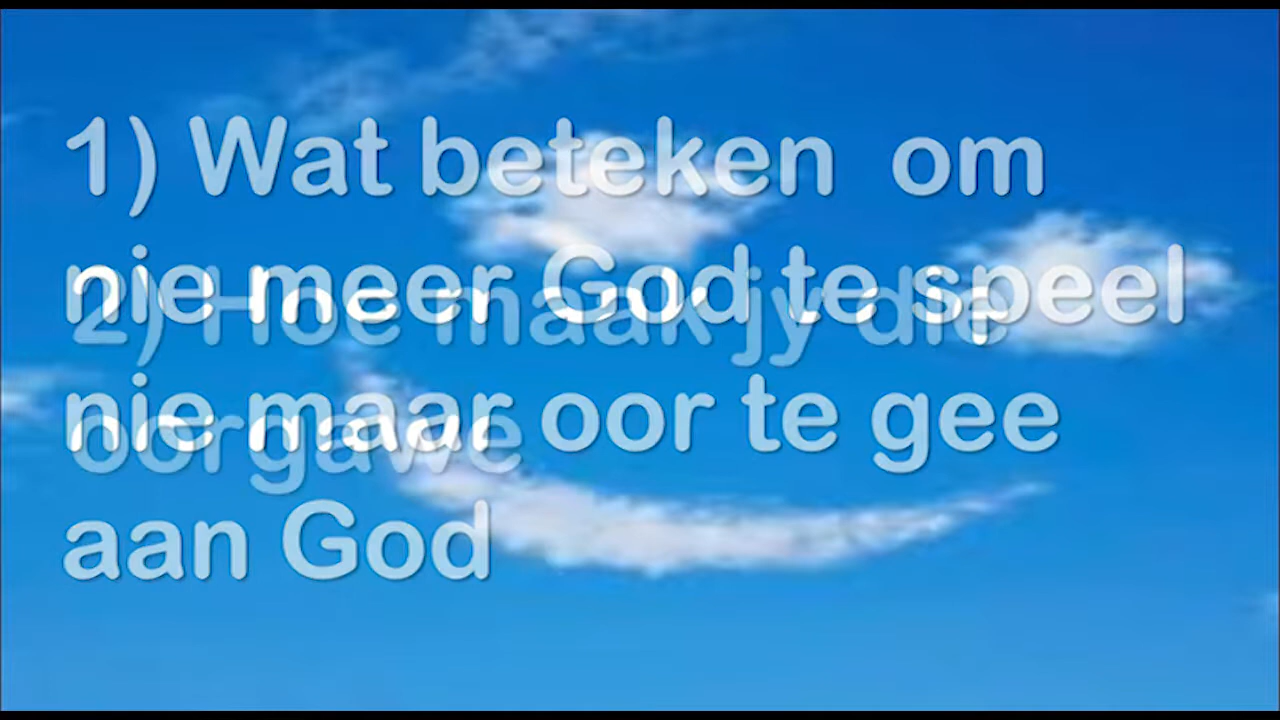 1) Wat beteken  om
nie meer God te speel
nie maar oor te gee
aan God
2) Hoe maak jy die
oorgawe